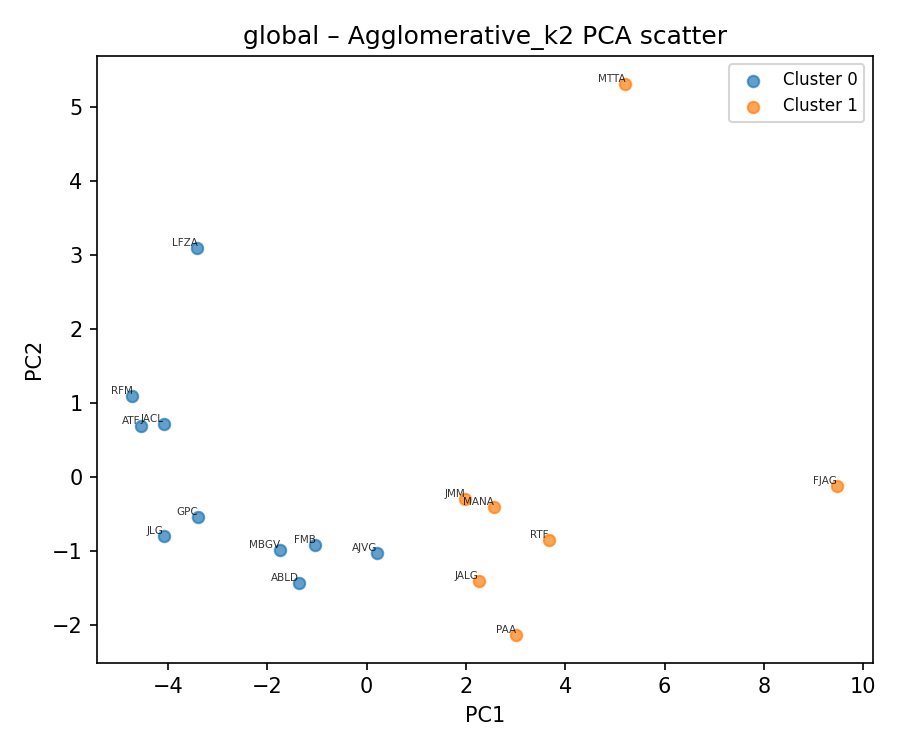 global – Agglomerative_k2 PCA scatter
Cluster 0
Cluster 1
MTTA
LFZA
RFM
ATF
JACL
GPC
JLG
MBGV
FMB
AJVG
ABLD
JMM
MANA
RTF
JALG
PAA
FJAG
PC2
5
4
3
2
1
0
−1
−2
−4
−2
0
2
4
6
8
10
PC1